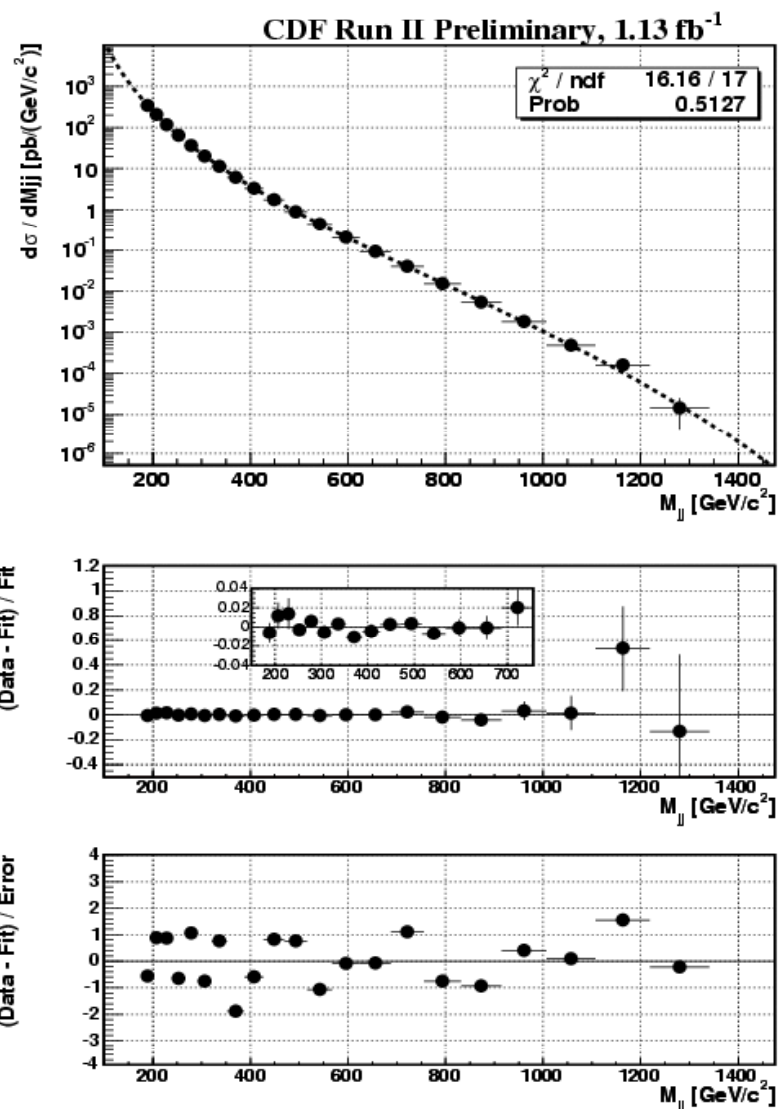 CDF Run II Preliminary, 1.13 fb⁻¹
dσ / dMjj [pb/(GeV/c²)]
χ² / ndf 16.16 / 17
Prob 0.5127
10³
10²
10
1
10⁻¹
10⁻²
10⁻³
10⁻⁴
10⁻⁵
10⁻⁶
200 400 600 800 1000 1200 1400
M_jj [GeV/c²]
(Data - Fit) / Fit
1.2
1
0.8
0.6
0.4
0.2
0
-0.2
-0.4
0.04
0.02
0
-0.02
-0.04
200 300 400 500 600 700
200 400 600 800 1000 1200 1400
M_jj [GeV/c²]
(Data - Fit) / Error
4
3
2
1
0
-1
-2
-3
-4
200 400 600 800 1000 1200 1400
M_jj [GeV/c²]